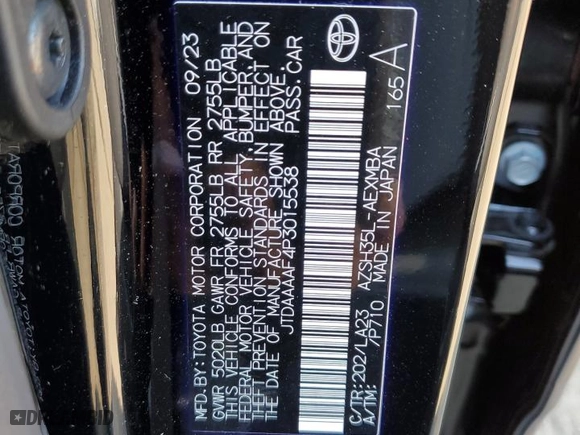 MFD.BY:TOYOTA MOTOR CORPORATION 09/23
GVWR 5020LB GAWR FR 2755LB RR 2755LB
THIS VEHICLE CONFORMS TO ALL APPLICABLE
FEDERAL MOTOR VEHICLE SAFETY, BUMPER, AND
THEFT PREVENTION STANDARDS IN EFFECT ON
THE DATE OF MANUFACTURE SHOWN ABOVE.
JTDAAAAF4P3015538 PASS.CAR
C/TR:202/LA23 AZSH35L-AEXMBA
A/TM: -/P710 MADE IN JAPAN
165 A